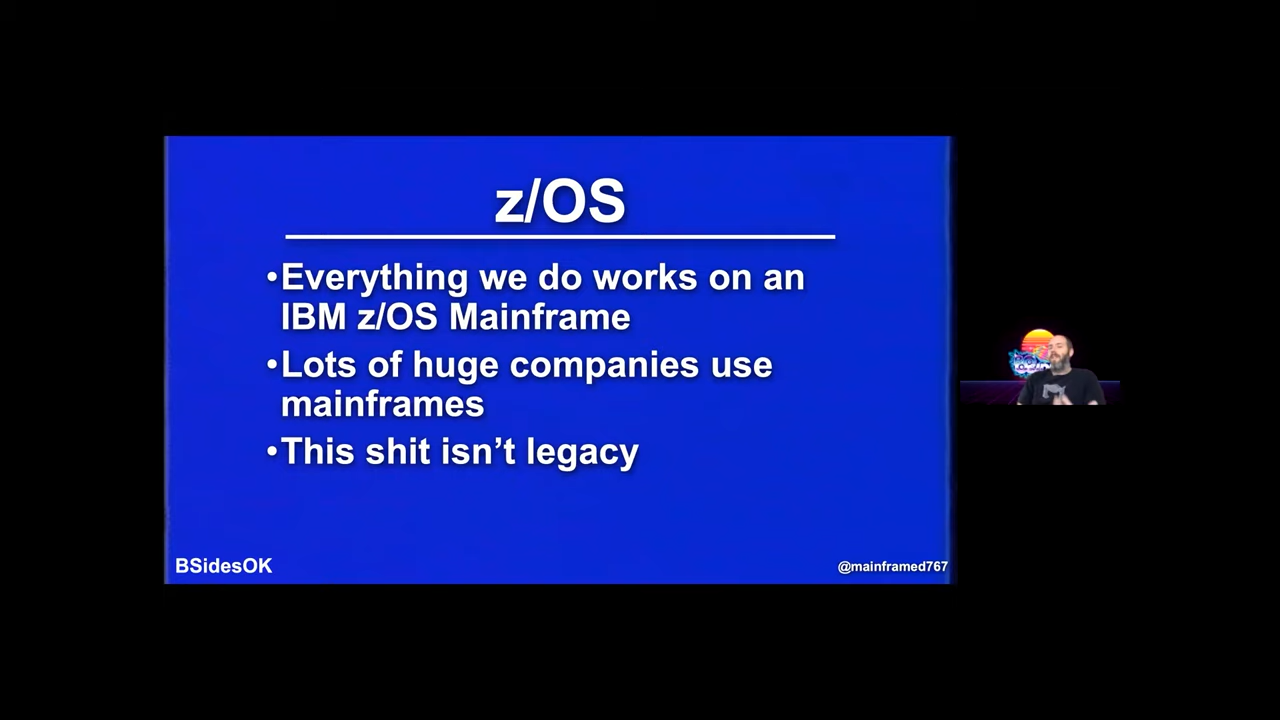 z/OS
•Everything we do works on an
IBM z/OS Mainframe
•Lots of huge companies use
mainframes
•This shit isn’t legacy
BSidesOK
@mainframed767